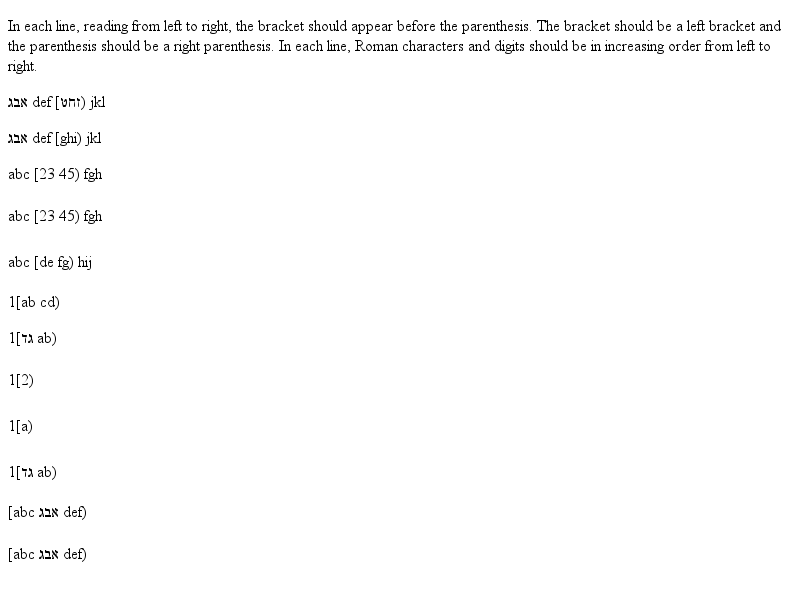 In each line, reading from left to right, the bracket should appear before the parenthesis. The bracket should be a left bracket and
the parenthesis should be a right parenthesis. In each line, Roman characters and digits should be in increasing order from left to
right.
אבג def [זחט) jkl
אבג def [ghi) jkl
abc [23 45) fgh
abc [23 45) fgh
abc [de fg) hij
1[ab cd)
1[גד ab)
1[2)
1[a)
1[גד ab)
[abc אבג def)
[abc אבג def)